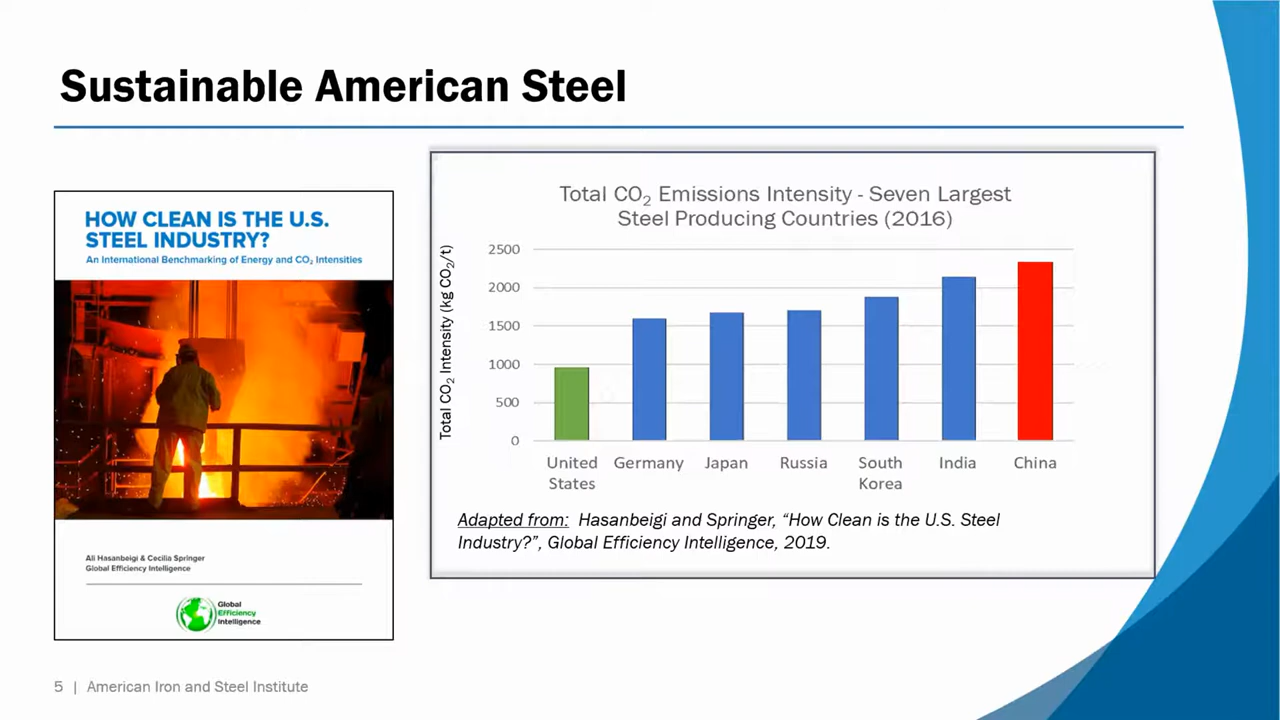 Sustainable American Steel
HOW CLEAN IS THE U.S.
STEEL INDUSTRY?
An International Benchmarking of Energy and CO₂ Intensities
Ali Hasanbeigi & Cecilia Springer
Global Efficiency Intelligence
Global
Efficiency
Intelligence
Total CO₂ Emissions Intensity - Seven Largest
Steel Producing Countries (2016)
Total CO₂ Intensity (kg CO₂/t)
2500
2000
1500
1000
500
0
United States
Germany
Japan
Russia
South Korea
India
China
Adapted from: Hasanbeigi and Springer, “How Clean is the U.S. Steel
Industry?”, Global Efficiency Intelligence, 2019.
5 | American Iron and Steel Institute